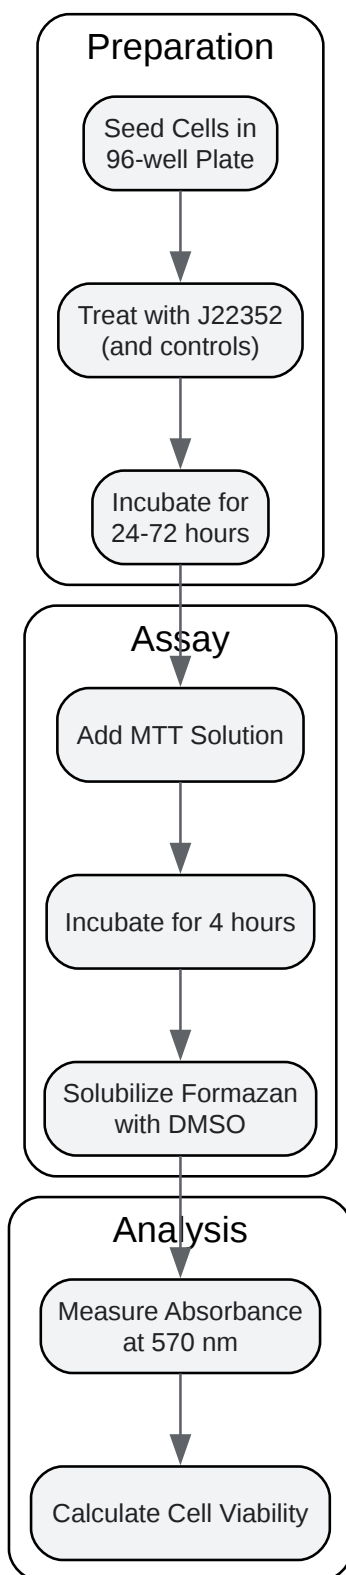 Preparation
Seed Cells in
96-well Plate
Treat with J22352
(and controls)
Incubate for
24-72 hours
Assay
Add MTT Solution
Incubate for 4 hours
Solubilize Formazan
with DMSO
Analysis
Measure Absorbance
at 570 nm
Calculate Cell Viability